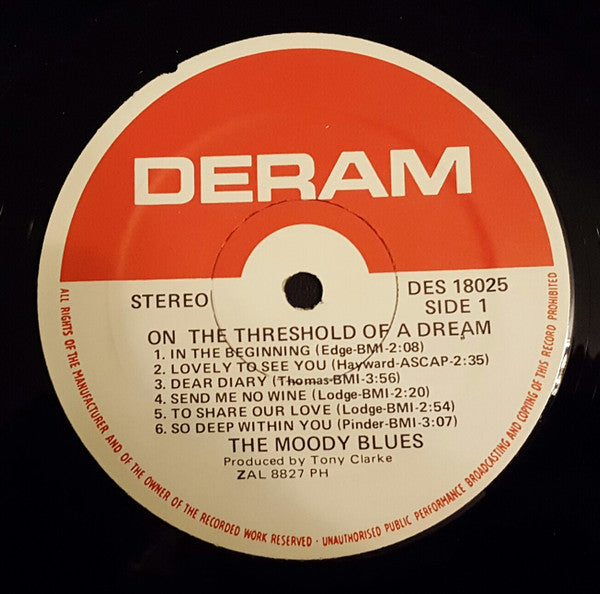 DERAM
STEREO
DES 18025
SIDE 1
ON THE THRESHOLD OF A DREAM
1. IN THE BEGINNING (Edge-BMI-2:08)
2. LOVELY TO SEE YOU (Hayward-ASCAP-2:35)
3. DEAR DIARY (Thomas-BMI-3:56)
4. SEND ME NO WINE (Lodge-BMI-2:20)
5. TO SHARE OUR LOVE (Lodge-BMI-2:54)
6. SO DEEP WITHIN YOU (Pinder-BMI-3:07)
THE MOODY BLUES
Produced by Tony Clarke
ZAL 8827 PH
ALL RIGHTS OF THE MANUFACTURER AND OF THE OWNER OF THE RECORDED WORK RESERVED · UNAUTHORISED PUBLIC PERFORMANCE BROADCASTING AND COPYING OF THIS RECORD PROHIBITED